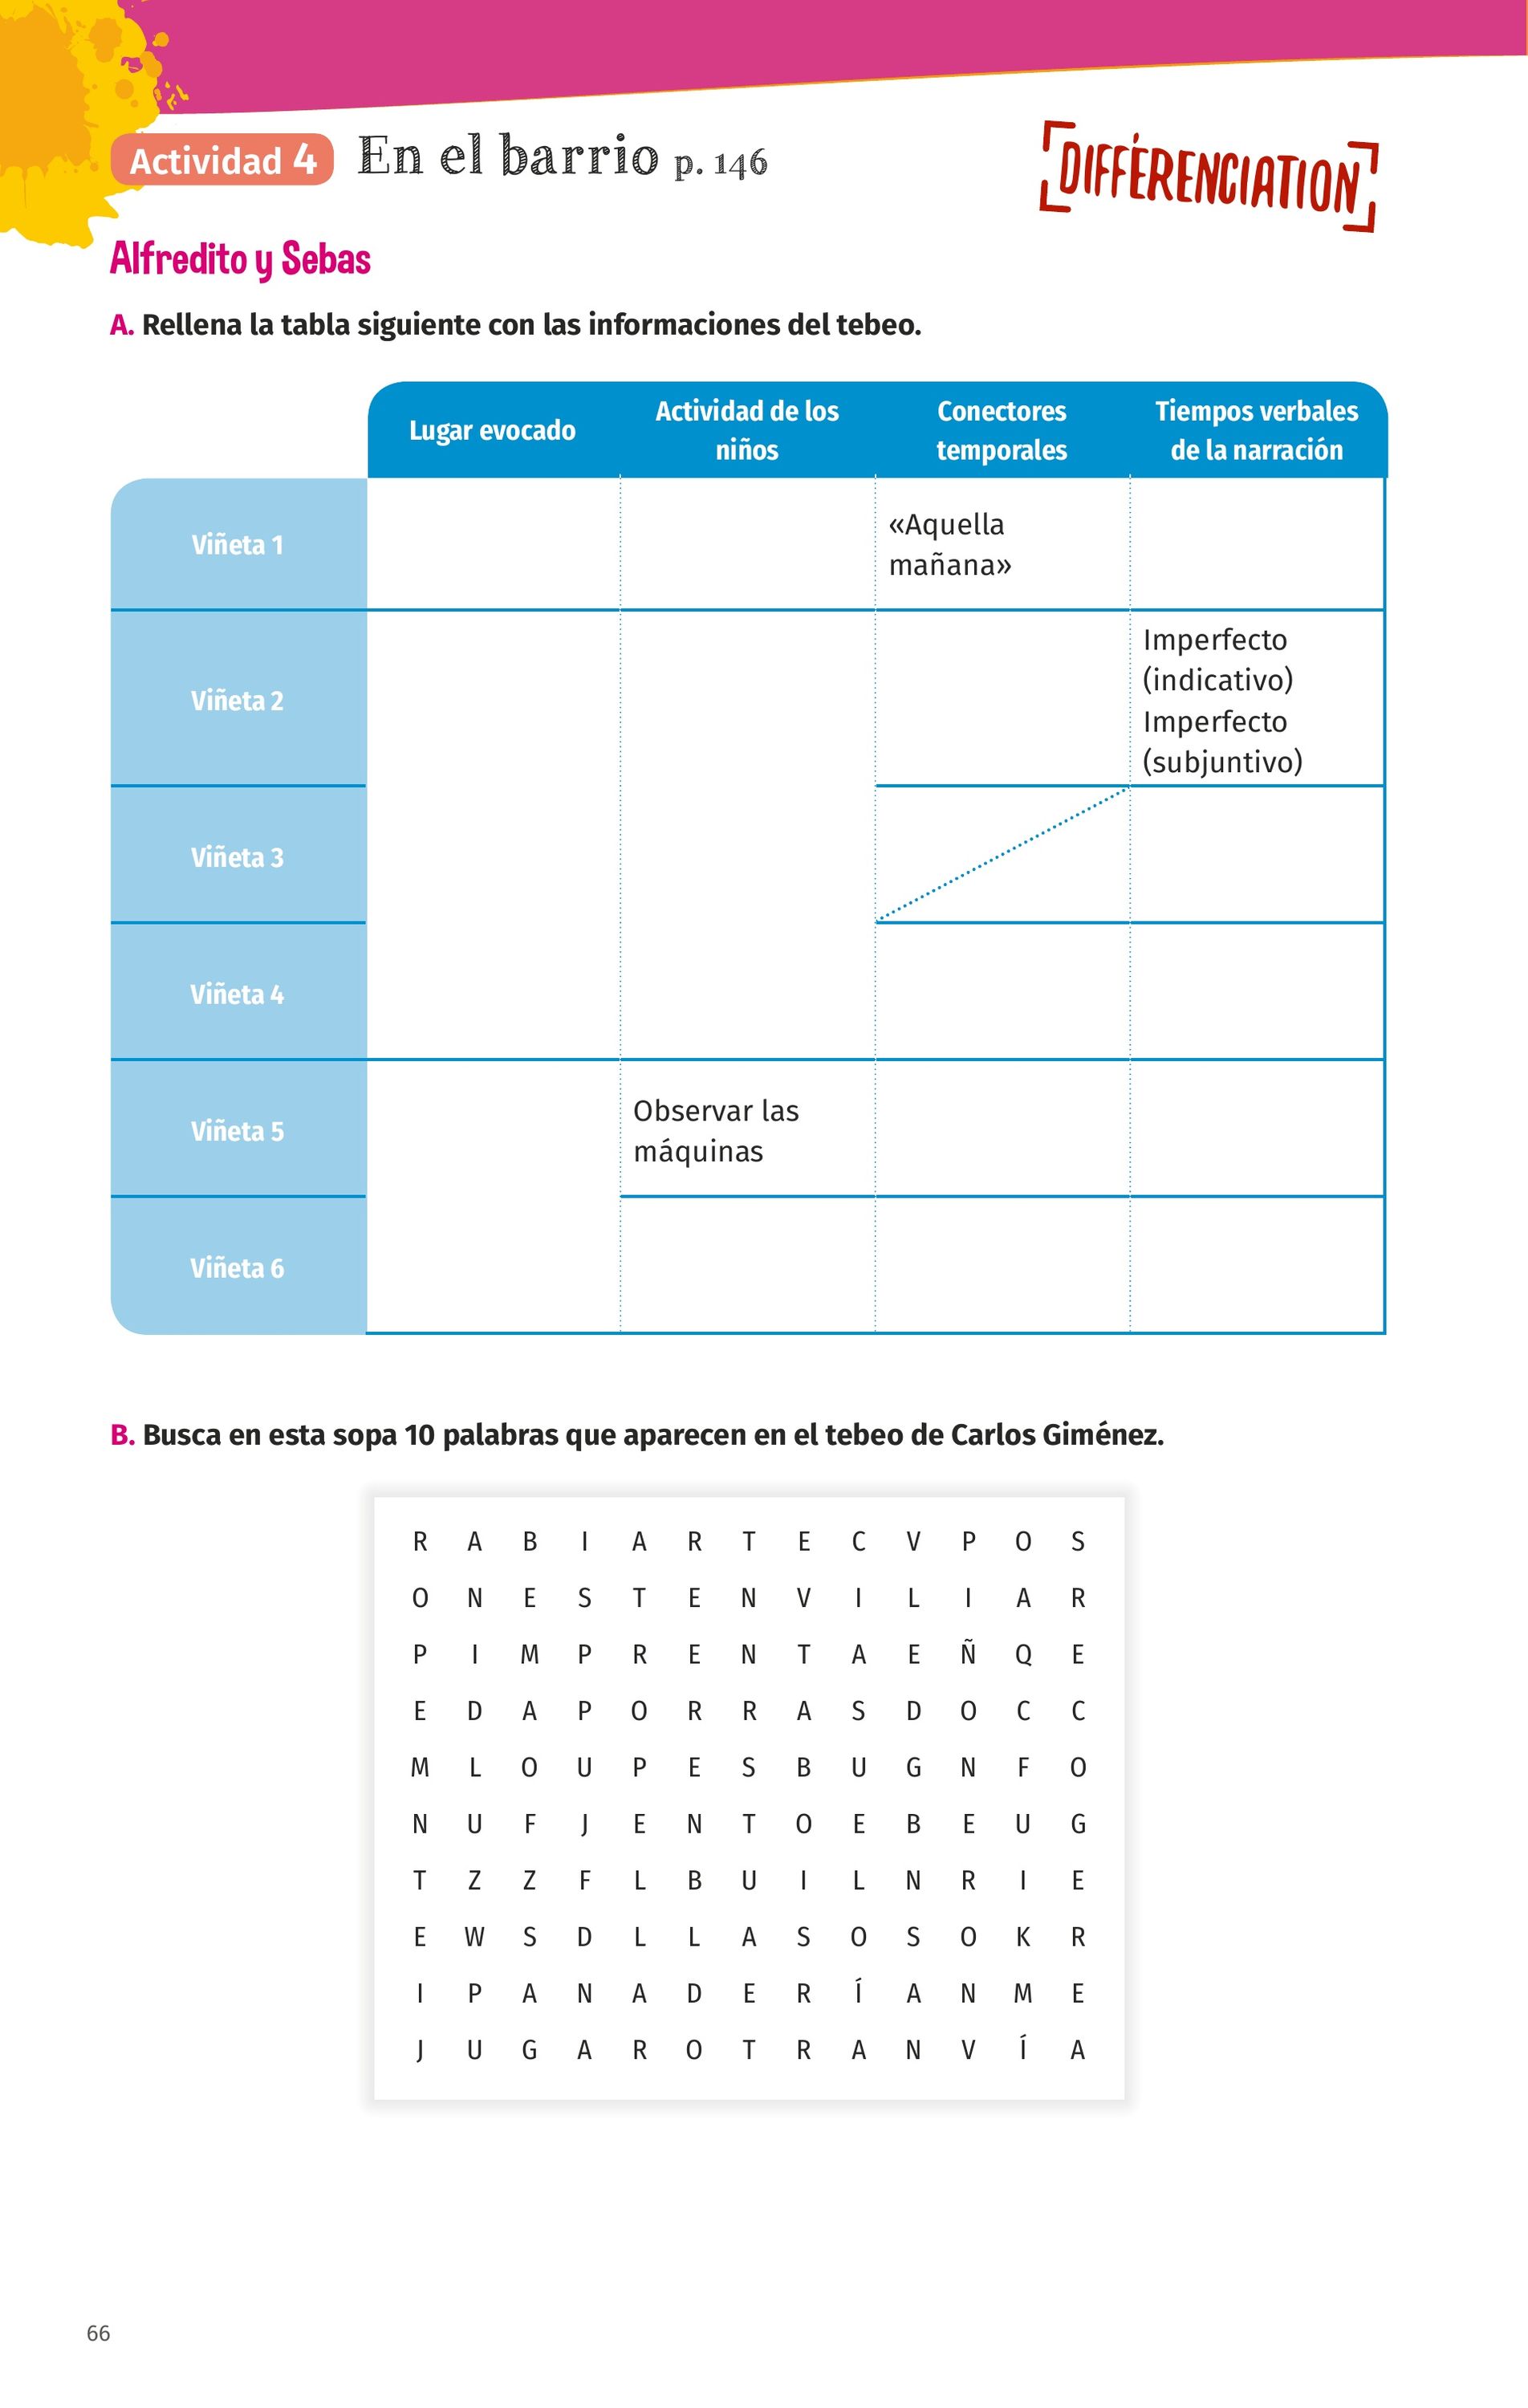 Actividad 4 En el barrio p. 146
DIFFÉRENCIATION
Alfredito y Sebas
A. Rellena la tabla siguiente con las informaciones del tebeo.
Lugar evocado
Actividad de los
niños
Conectores
temporales
Tiempos verbales
de la narración
Viñeta 1
«Aquella
mañana»
Viñeta 2
Imperfecto
(indicativo)
Imperfecto
(subjuntivo)
Viñeta 3
Viñeta 4
Viñeta 5
Observar las
máquinas
Viñeta 6
B. Busca en esta sopa 10 palabras que aparecen en el tebeo de Carlos Giménez.
R A B I A R T E C V P O S
O N E S T E N V I L I A R
P I M P R E N T A E Ñ Q E
E D A P O R R A S D O C C
M L O U P E S B U G N F O
N U F J E N T O E B E U G
T Z Z F L B U I L N R I E
E W S D L L A S O S O K R
I P A N A D E R Í A N M E
J U G A R O T R A N V Í A
66